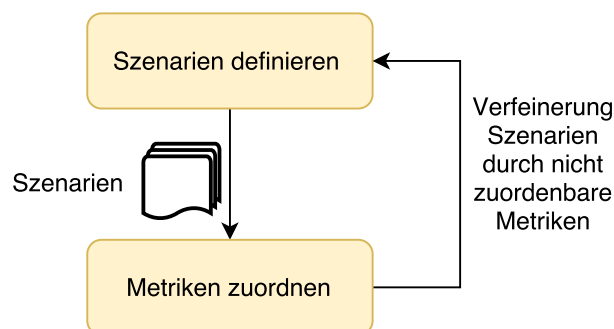 Szenarien definieren
Szenarien
Verfeinerung
Szenarien
durch nicht
zuordenbare
Metriken
Metriken zuordnen